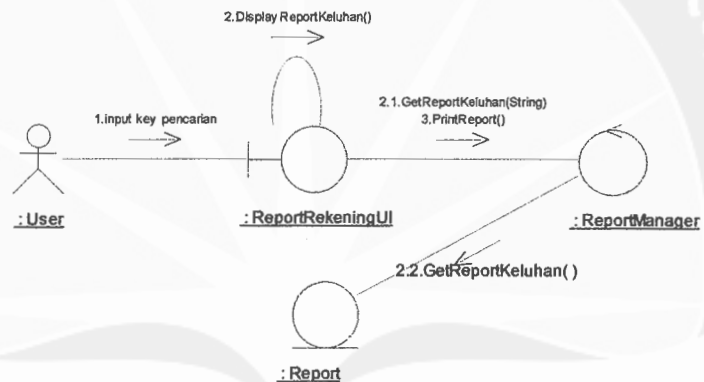 2.Display ReportKeluhan()
1.input key pencarian
2.1.GetReportKeluhan(String)
3.PrintReport()
: User
: ReportRekeningUI
: ReportManager
2.2.GetReportKeluhan( )
: Report